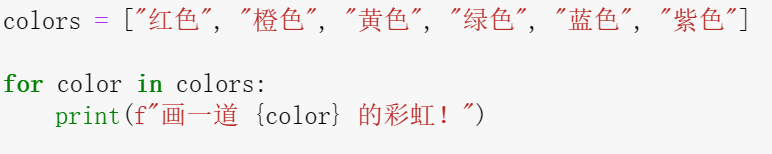 colors = ["红色", "橙色", "黄色", "绿色", "蓝色", "紫色"]
for color in colors:
    print(f"画一道 {color} 的彩虹！")